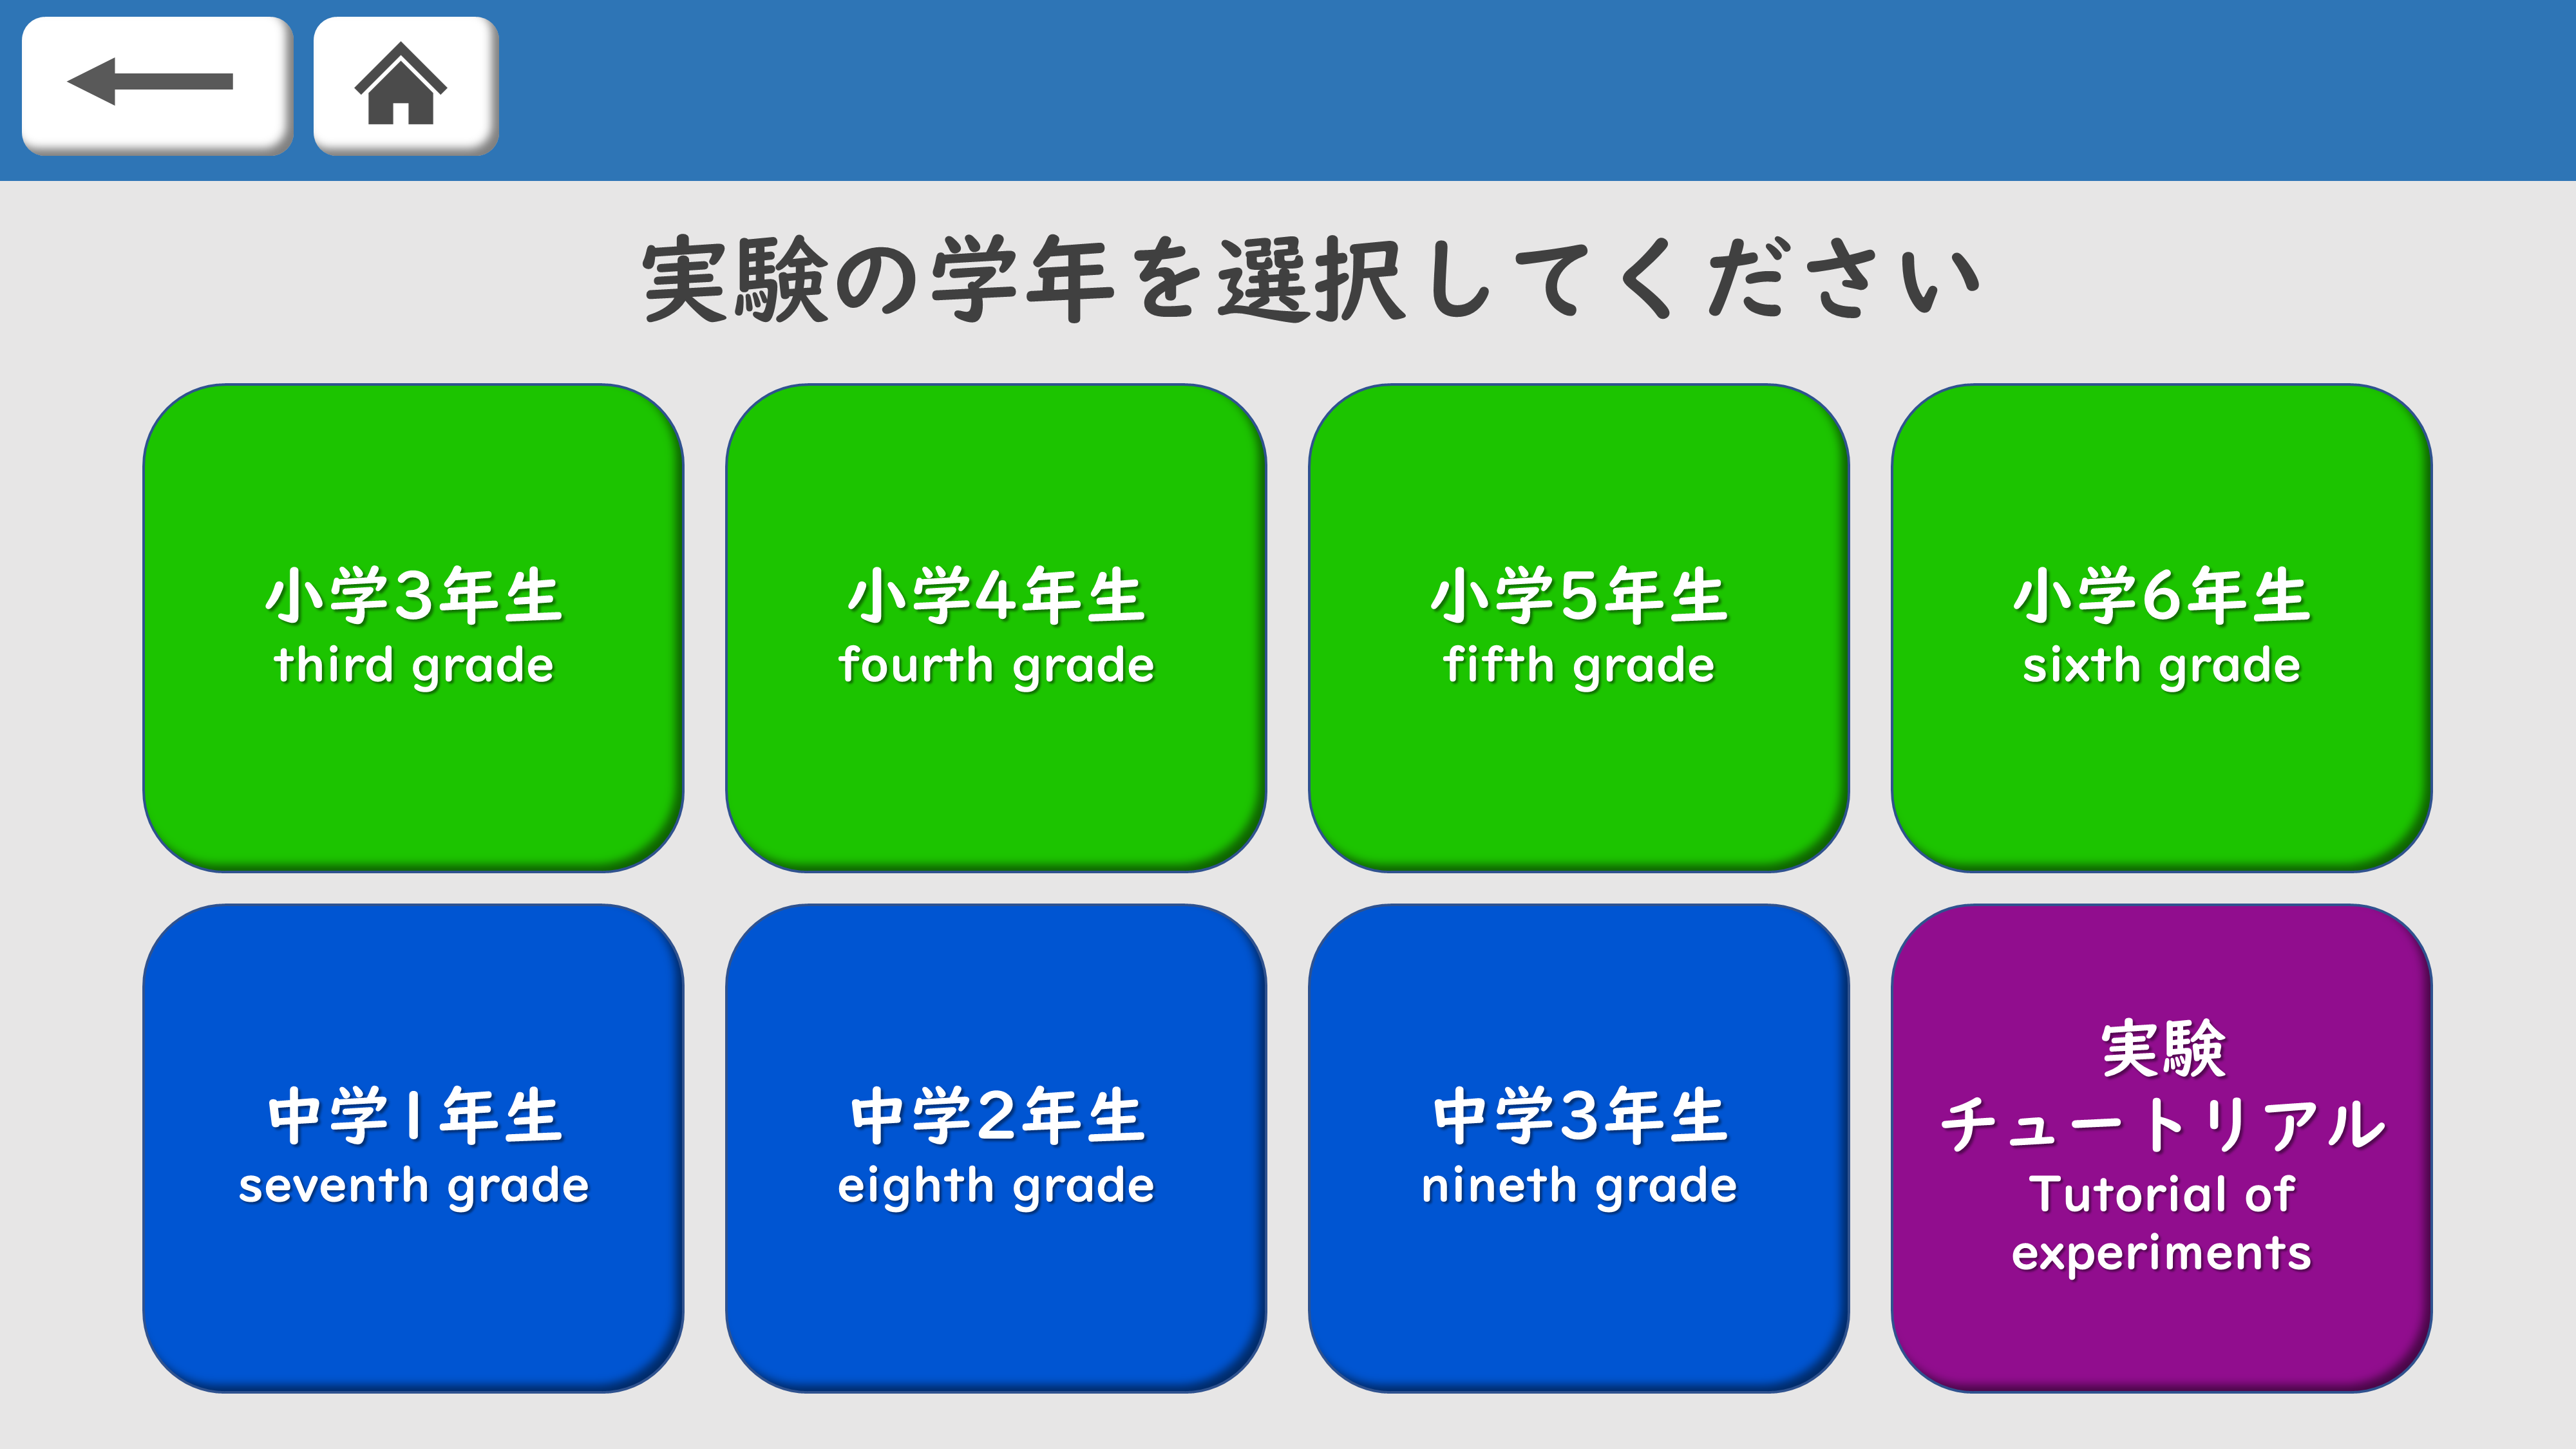 実験の学年を選択してください
小学3年生
third grade
小学4年生
fourth grade
小学5年生
fifth grade
小学6年生
sixth grade
中学1年生
seventh grade
中学2年生
eighth grade
中学3年生
nineth grade
実験
チュートリアル
Tutorial of
experiments